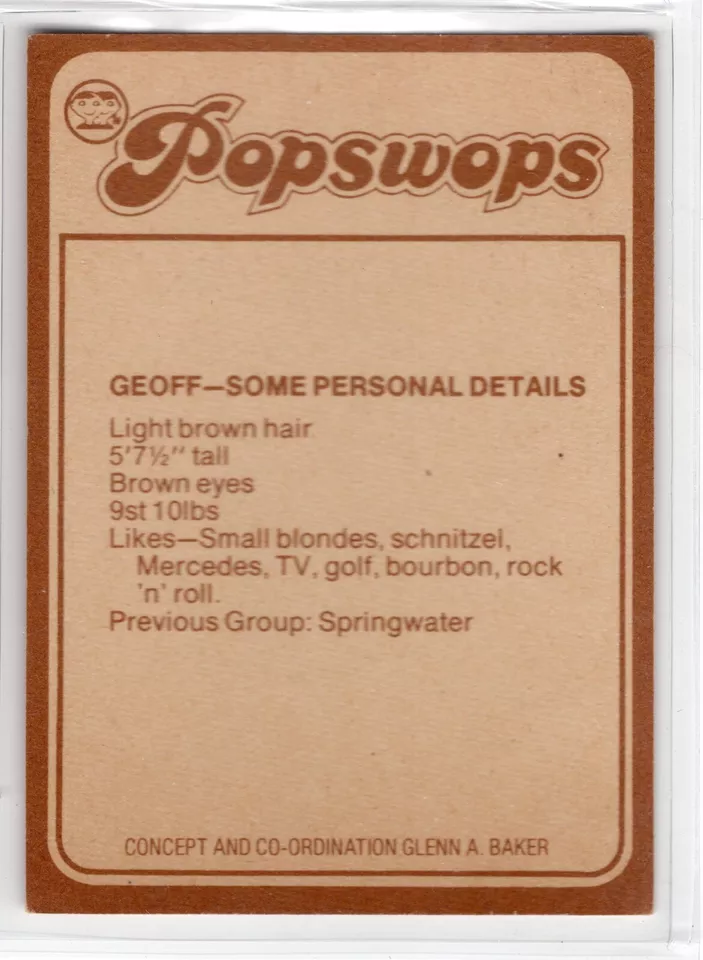 Popswops
GEOFF—SOME PERSONAL DETAILS
Light brown hair
5'7½" tall
Brown eyes
9st 10lbs
Likes—Small blondes, schnitzel,
Mercedes, TV, golf, bourbon, rock
'n' roll.
Previous Group: Springwater
CONCEPT AND CO-ORDINATION GLENN A. BAKER